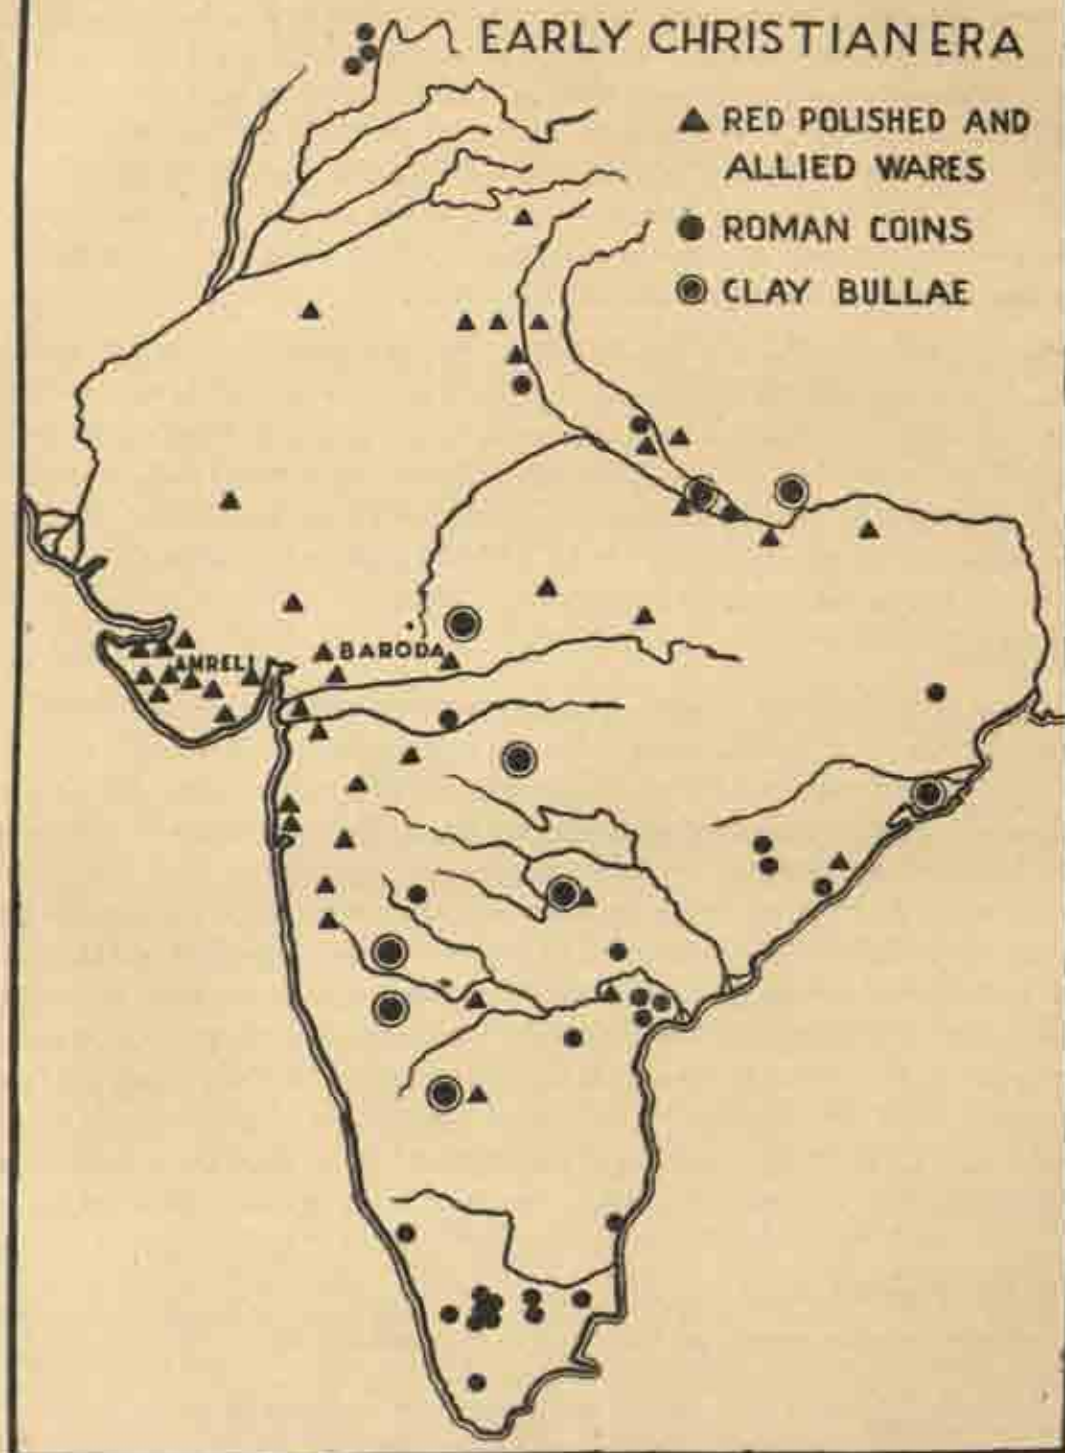 EARLY CHRISTIAN ERA
RED POLISHED AND
ALLIED WARES
ROMAN COINS
CLAY BULLAE
BARODA
AMRELI